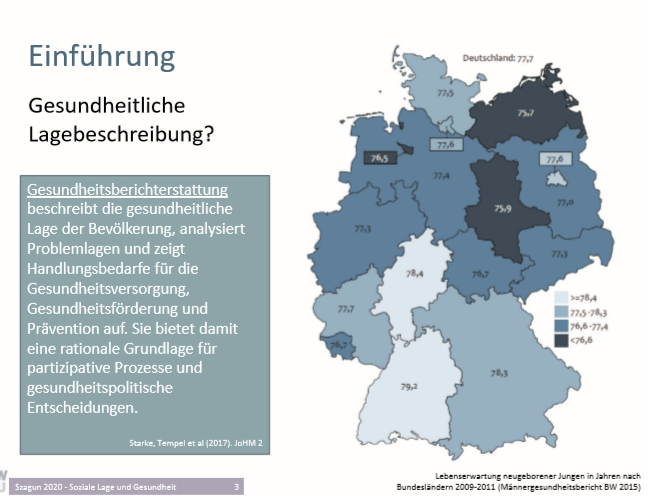 Einführung
Gesundheitliche
Lagebeschreibung?
Gesundheitsberichterstattung
beschreibt die gesundheitliche
Lage der Bevölkerung, analysiert
Problemlagen und zeigt
Handlungsbedarfe für die
Gesundheitsversorgung,
Gesundheitsförderung und
Prävention auf. Sie bietet damit
eine rationale Grundlage für
partizipative Prozesse und
gesundheitspolitische
Entscheidungen.
Starke, Tempel et al (2017). JoHM 2
Deutschland: 77,7
77,5
75,7
77,6
76,5
77,6
77,4
77,0
75,9
77,3
77,3
78,4
76,7
77,7
76,7
78,3
79,2
>=78,4
77,5 -78,3
76,6 -77,4
<76,6
Lebenserwartung neugeborener Jungen in Jahren nach
Bundesländern 2009-2011 (Männergesundheitsbericht BW 2015)
Szagun 2020 - Soziale Lage und Gesundheit 3